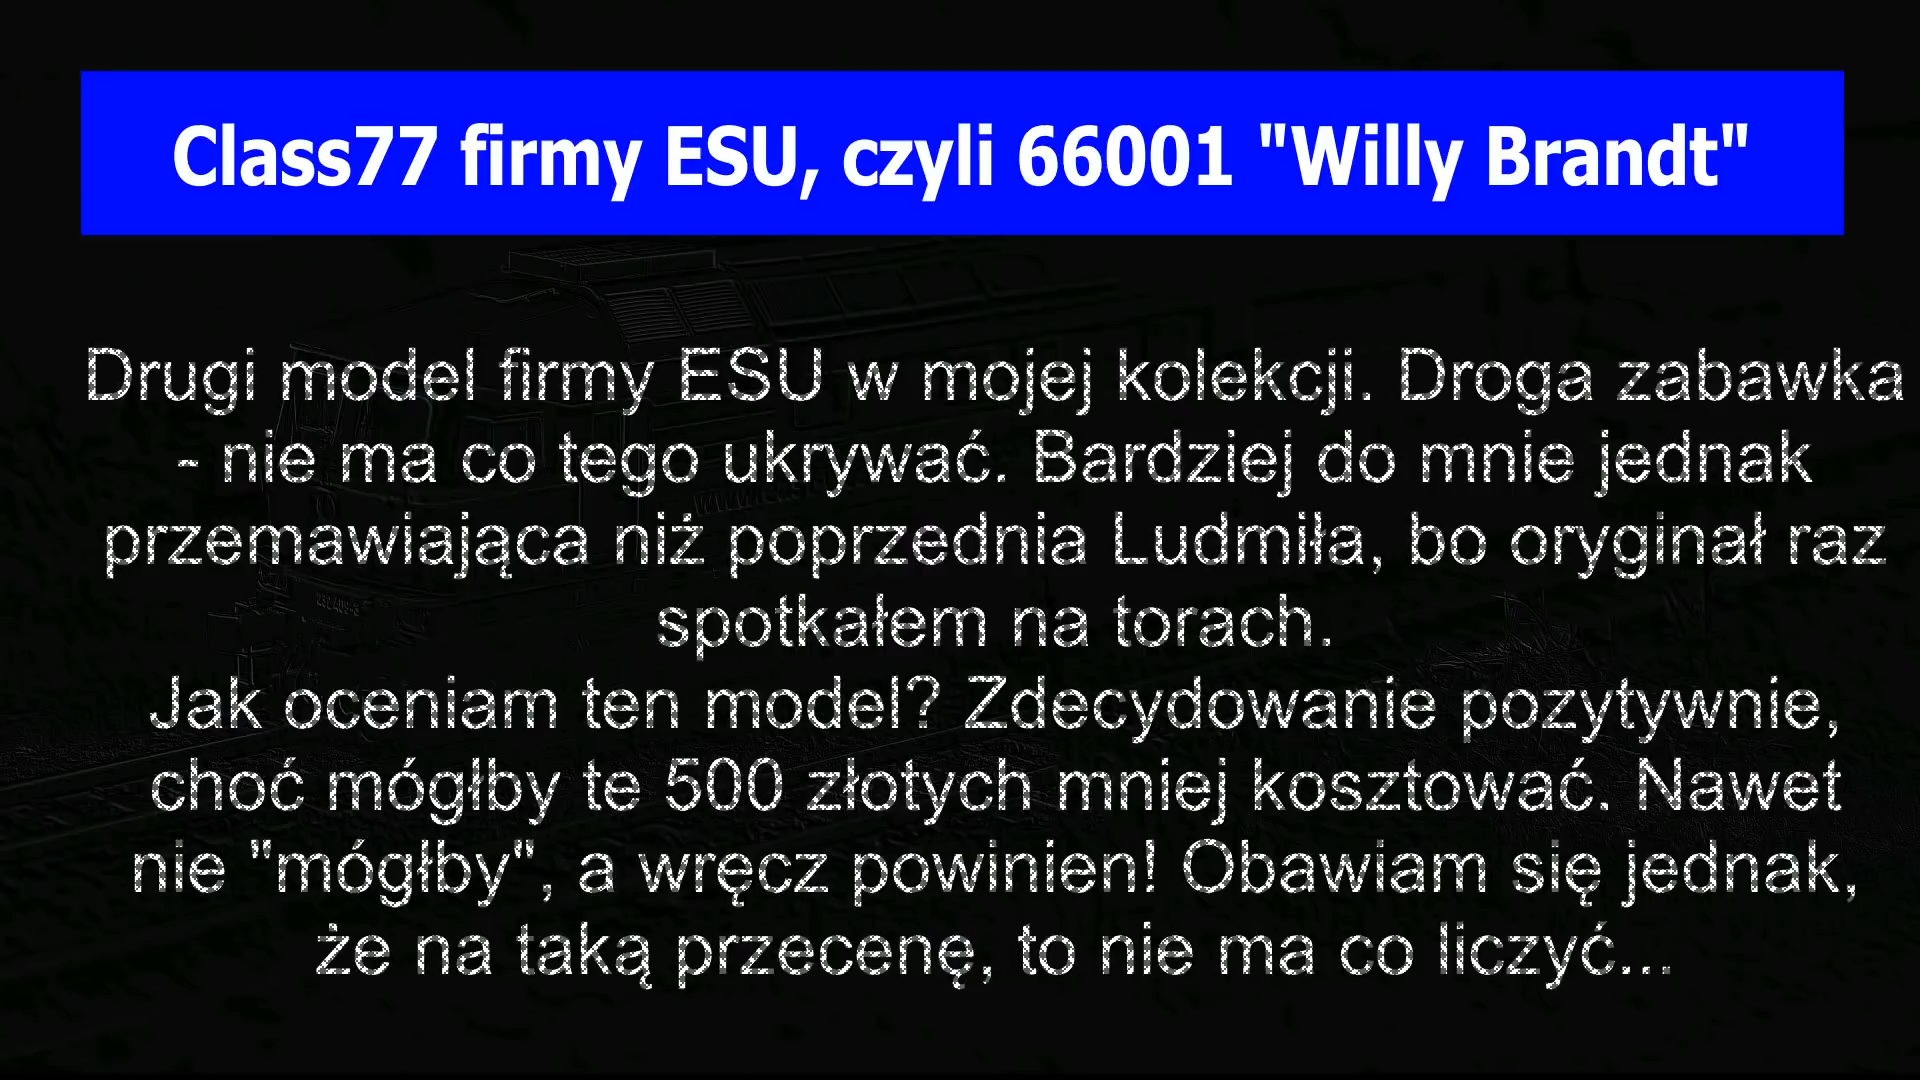 Class77 firmy ESU, czyli 66001 "Willy Brandt"
Drugi model firmy ESU w mojej kolekcji. Droga zabawka
- nie ma co tego ukrywać. Bardziej do mnie jednak
przemawiająca niż poprzednia Ludmiła, bo oryginał raz
spotkałem na torach.
Jak oceniam ten model? Zdecydowanie pozytywnie,
choć mógłby te 500 złotych mniej kosztować. Nawet
nie "mógłby", a wręcz powinien! Obawiam się jednak,
że na taką przecenę, to nie ma co liczyć...